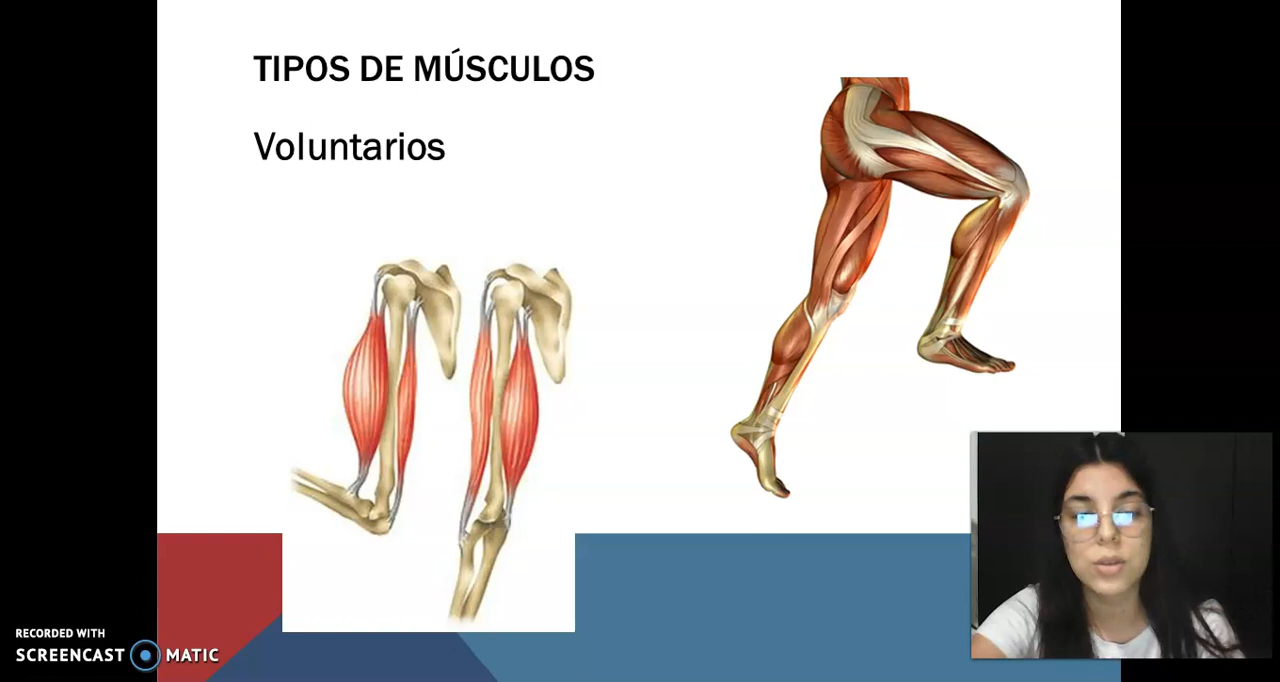 TIPOS DE MÚSCULOS
Voluntarios
RECORDED WITH
SCREENCAST MATIC